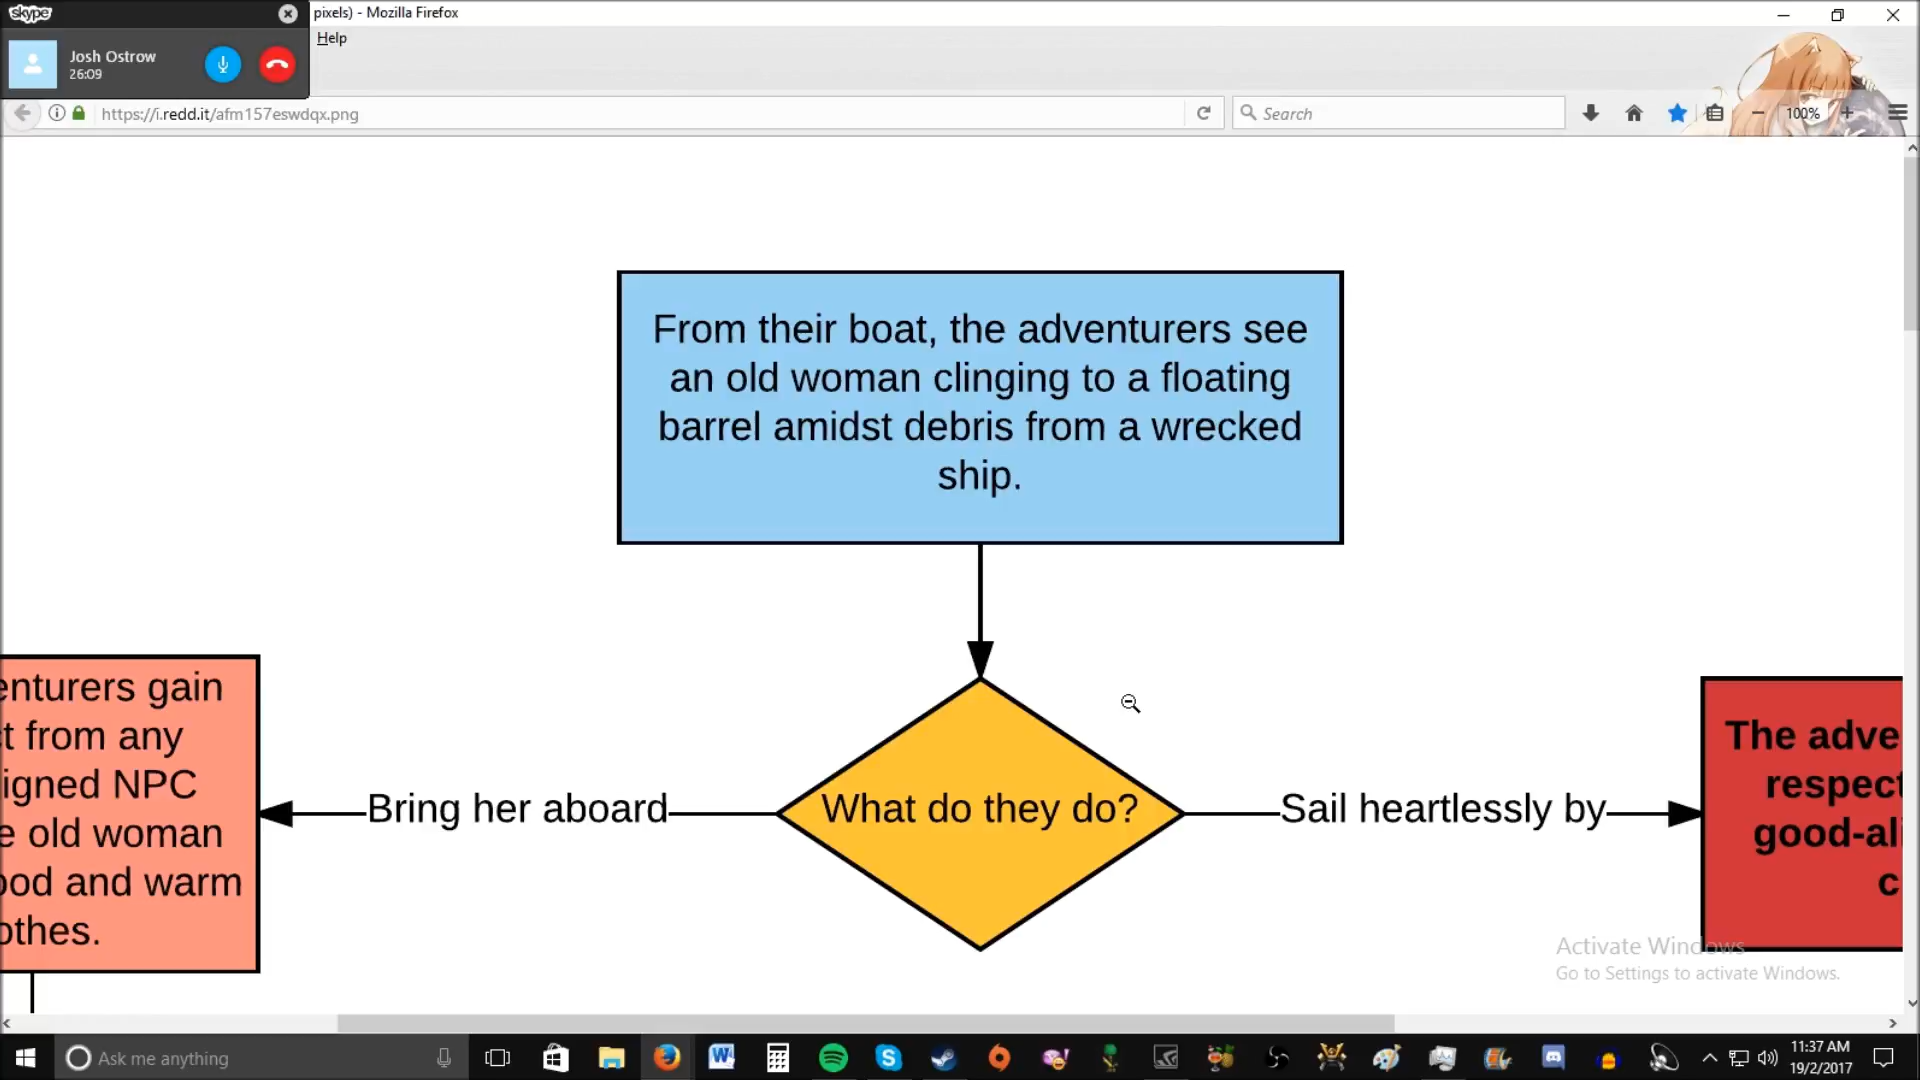 skype
pixels) - Mozilla Firefox
Josh Ostrow
26:09
Help
https://i.redd.it/afm157eswdqx.png
Search
100%
From their boat, the adventurers see
an old woman clinging to a floating
barrel amidst debris from a wrecked
ship.
enturers gain
ct from any
igned NPC
e old woman
ood and warm
othes.
Bring her aboard
What do they do?
Sail heartlessly by
The adve
respect
good-ali
c
Activate Windows
Go to Settings to activate Windows.
Ask me anything
11:37 AM
19/2/2017